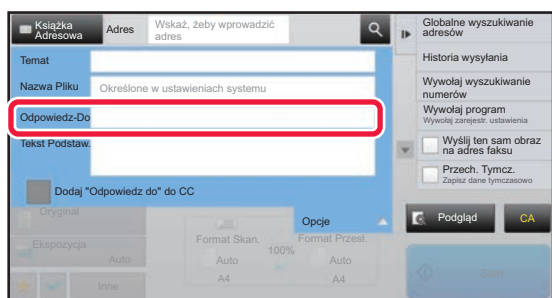 Książka
Adresowa
Adres
Wskaż, żeby wprowadzić
adres
Temat
Nazwa Pliku
Określone w ustawieniach systemu
Odpowiedz-Do
Tekst Podstaw.
Dodaj "Odpowiedz do" do CC
Opcje
Oryginał
Ekspozycja
Auto
Inne
Format Skan.
Auto
A4
100%
Format Przesł.
Auto
A4
Globalne wyszukiwanie
adresów
Historia wysyłania
Wywołaj wyszukiwanie
numerów
Wywołaj program
Wywołaj zarejestr. ustawienia
Wyślij ten sam obraz
na adres faksu
Przech. Tymcz.
Zapisz dane tymczasowo
Podgląd
CA
Start